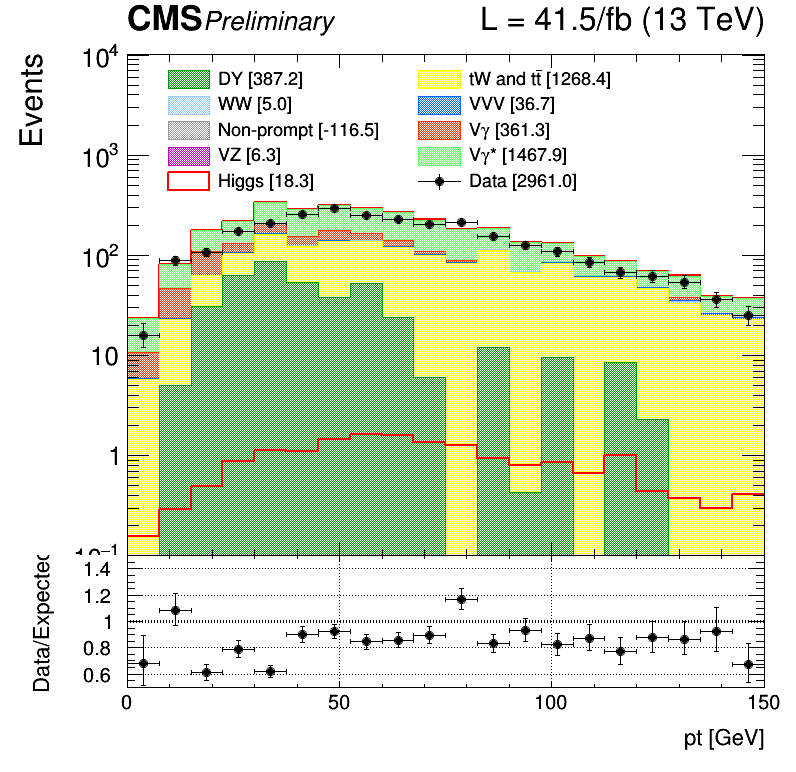 CMS Preliminary L = 41.5/fb (13 TeV)
Events
10⁴
10³
10²
10
1
10⁻¹
DY [387.2]
WW [5.0]
Non-prompt [-116.5]
VZ [6.3]
Higgs [18.3]
tW and tt̄ [1268.4]
VVV [36.7]
Vγ [361.3]
Vγ* [1467.9]
Data [2961.0]
Data/Expected
1.4
1.2
1
0.8
0.6
0 50 100 150
pt [GeV]